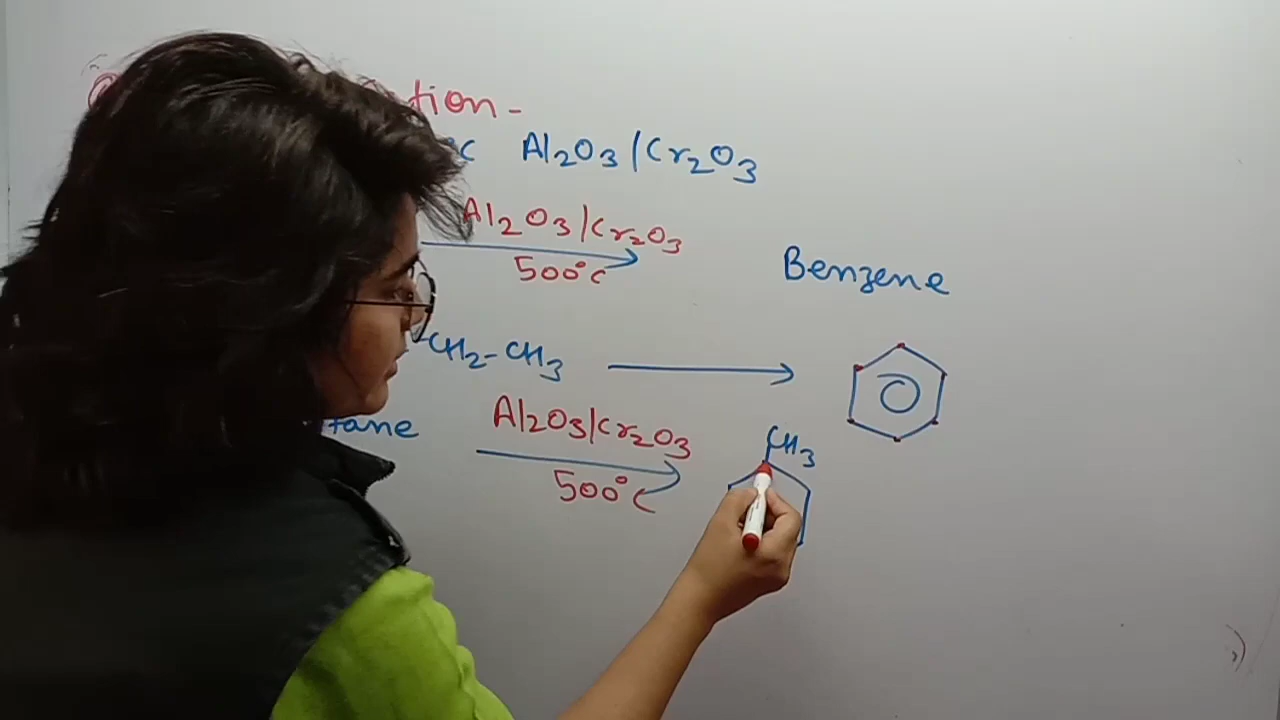 tion-
Al2O3/Cr2O3
Al2O3/Cr2O3
500°C
Benzene
-CH2-CH3
tane
Al2O3/Cr2O3
500°C
CH3